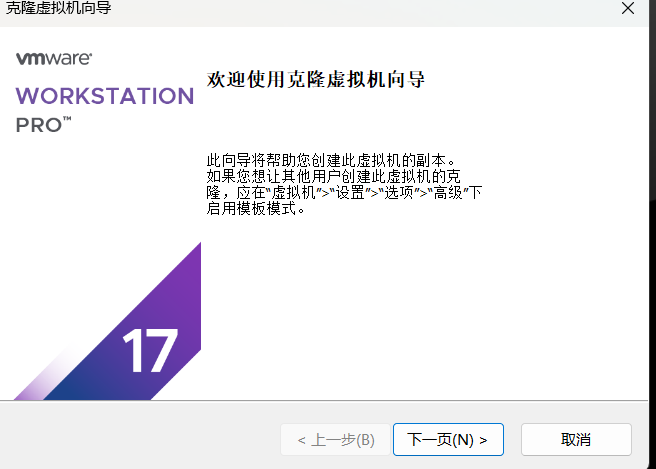 克隆虚拟机向导
vmware®
WORKSTATION
PRO™
欢迎使用克隆虚拟机向导
此向导将帮助您创建此虚拟机的副本。
如果您想让其他用户创建此虚拟机的克
隆，应在“虚拟机”>“设置”>“选项”>“高级”下
启用模板模式。
17
< 上一步(B)
下一页(N) >
取消